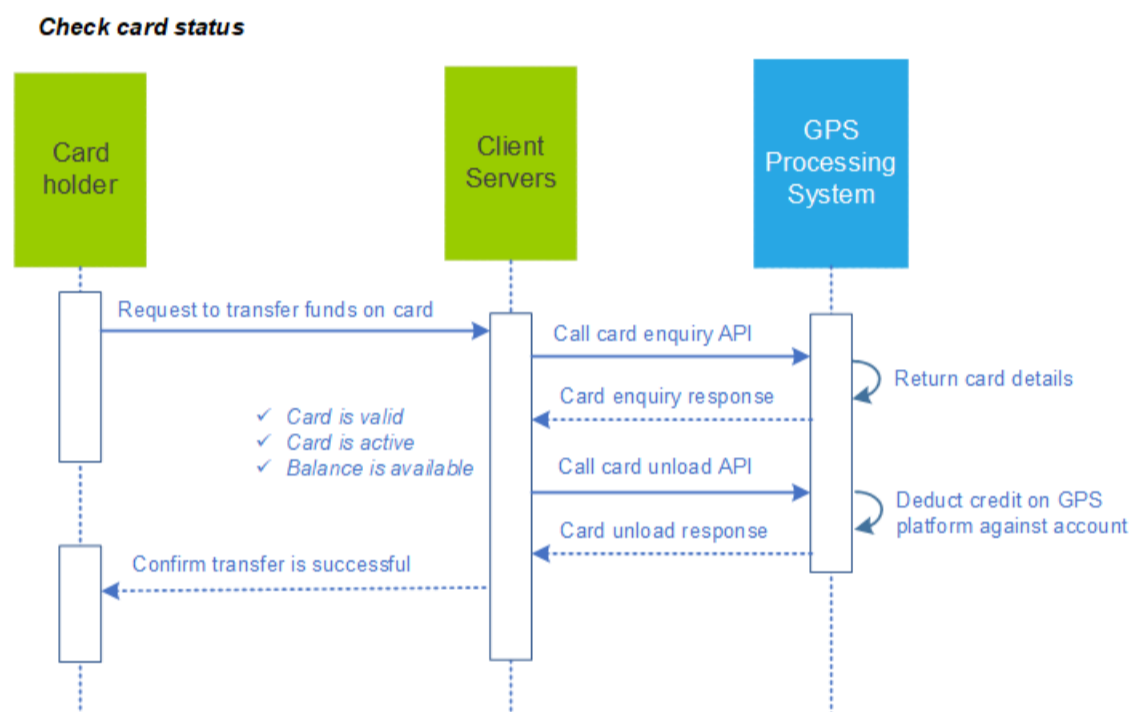 Check card status
Card
holder
Client
Servers
GPS
Processing
System
Request to transfer funds on card
Call card enquiry API
Return card details
Card enquiry response
✓ Card is valid
✓ Card is active
✓ Balance is available
Call card unload API
Deduct credit on GPS
platform against account
Card unload response
Confirm transfer is successful